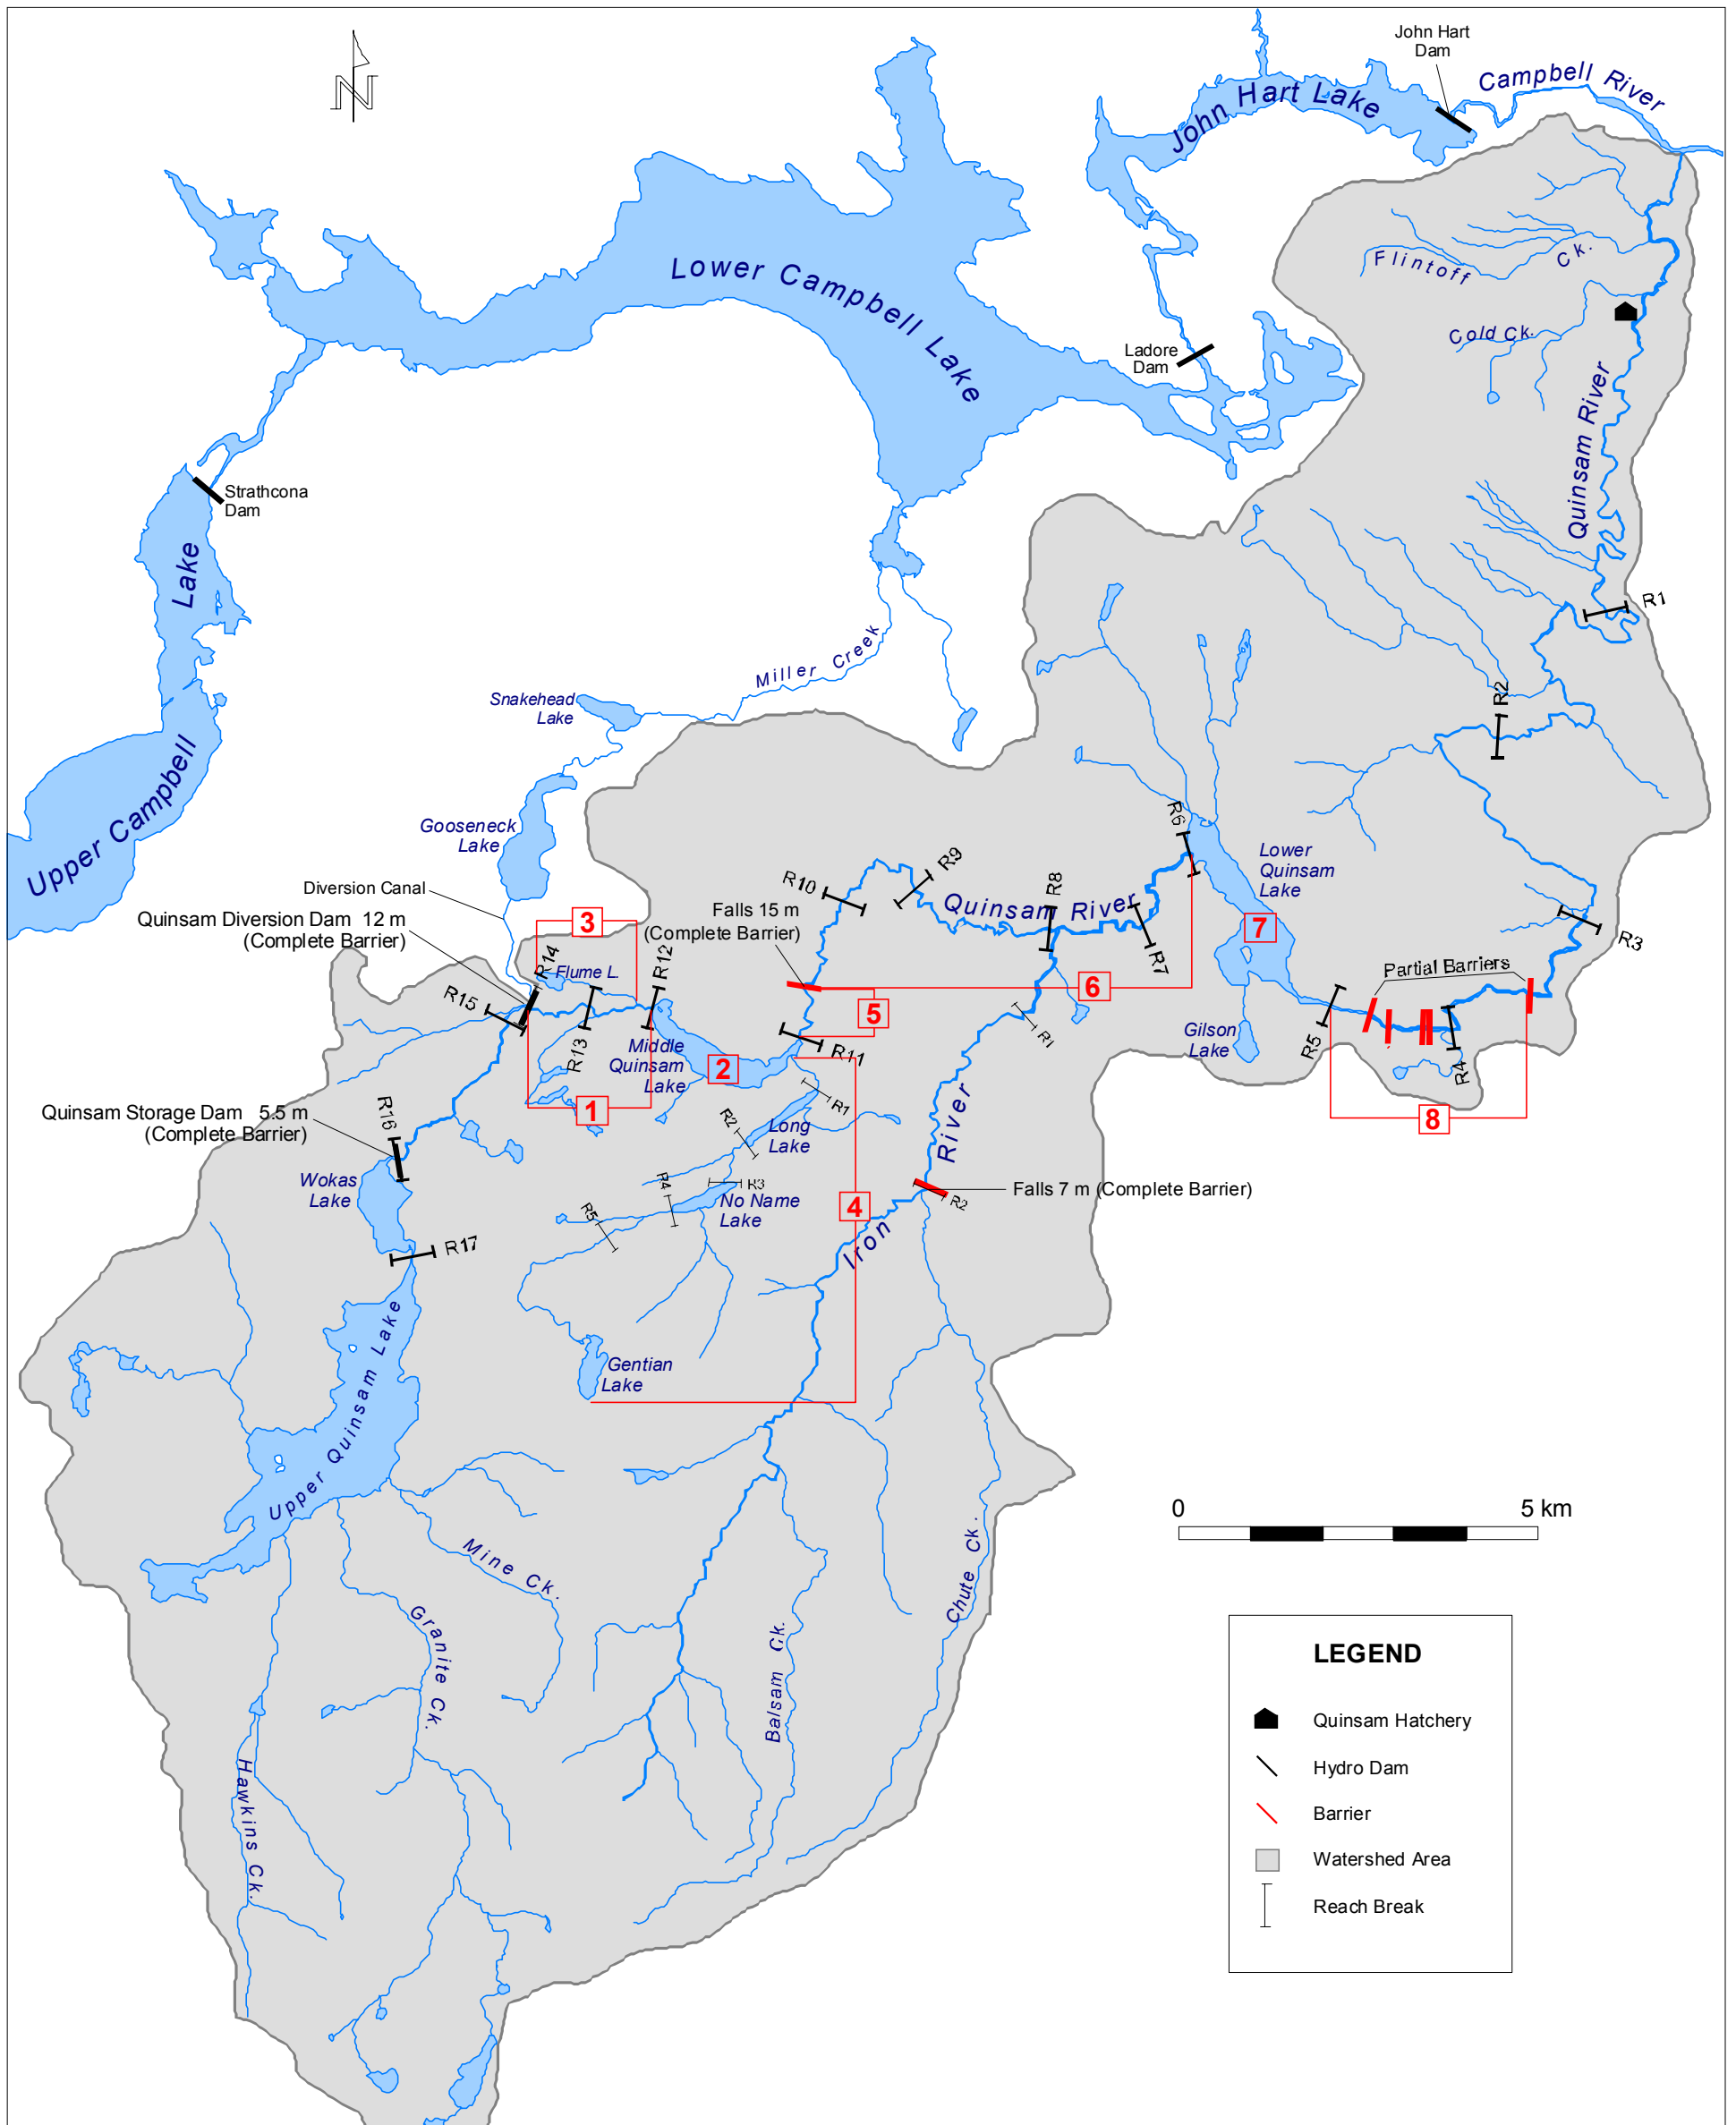 John Hart
Dam
Campbell River
John Hart Lake
N
Flintoff Ck.
Lower Campbell Lake
Cold Ck.
Ladore
Dam
Quinsam River
Strathcona
Dam
Lake
Upper Campbell
R1
Miller Creek
Snakehead
Lake
R2
Gooseneck
Lake
R6
Lower
Quinsam
Lake
R9
R10
R8
Diversion Canal
Quinsam Diversion Dam 12 m
(Complete Barrier)
Falls 15 m
(Complete Barrier)
Quinsam River
3
7
R3
R14
Flume L.
R12
R7
Partial Barriers
R15
6
5
R13
Middle
Quinsam
Lake
2
R11
R1
Gilson
Lake
R5
R4
1
8
Quinsam Storage Dam 5.5 m
(Complete Barrier)
R16
R1
R2
Long
Lake
River
Wokas
Lake
R4
R3
No Name
Lake
R5
4
R2
Falls 7 m (Complete Barrier)
Iron
R17
Upper Quinsam Lake
Gentian
Lake
0 5 km
Mine Ck.
Chute Ck.
Granite Ck.
Balsam Ck.
Hawkins Ck.
LEGEND
Quinsam Hatchery
Hydro Dam
Barrier
Watershed Area
Reach Break